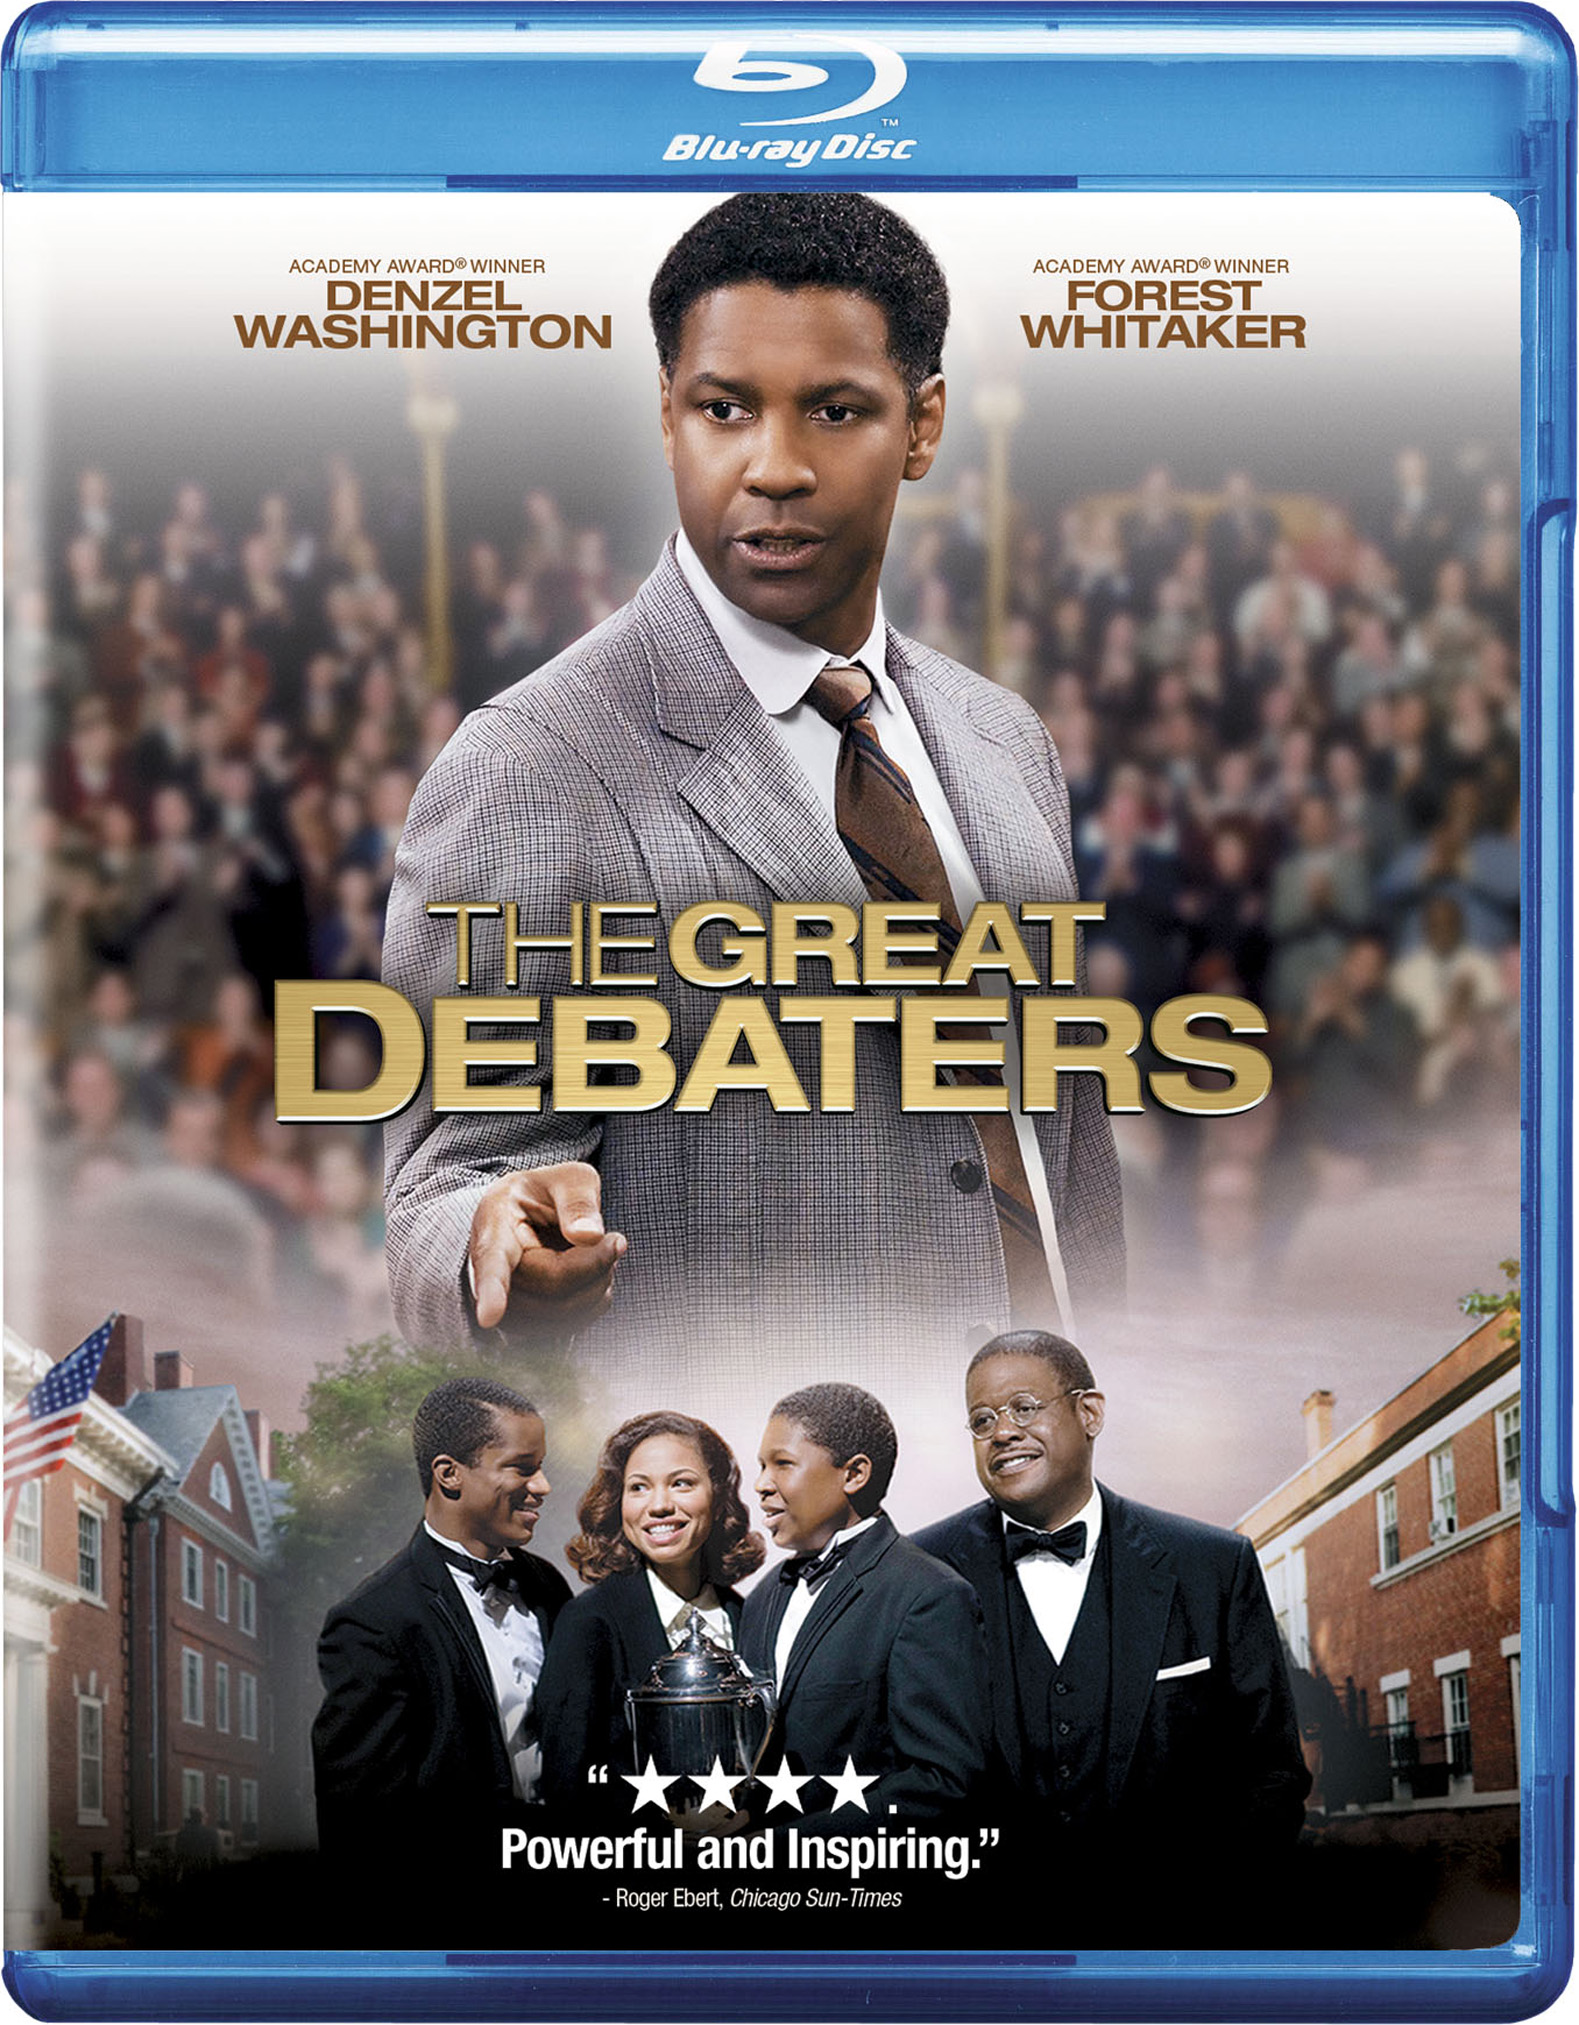 Blu-ray Disc™
ACADEMY AWARD® WINNER
DENZEL
WASHINGTON
ACADEMY AWARD® WINNER
FOREST
WHITAKER
THE GREAT
DEBATERS
“★★★★.
Powerful and Inspiring.”
- Roger Ebert, Chicago Sun-Times